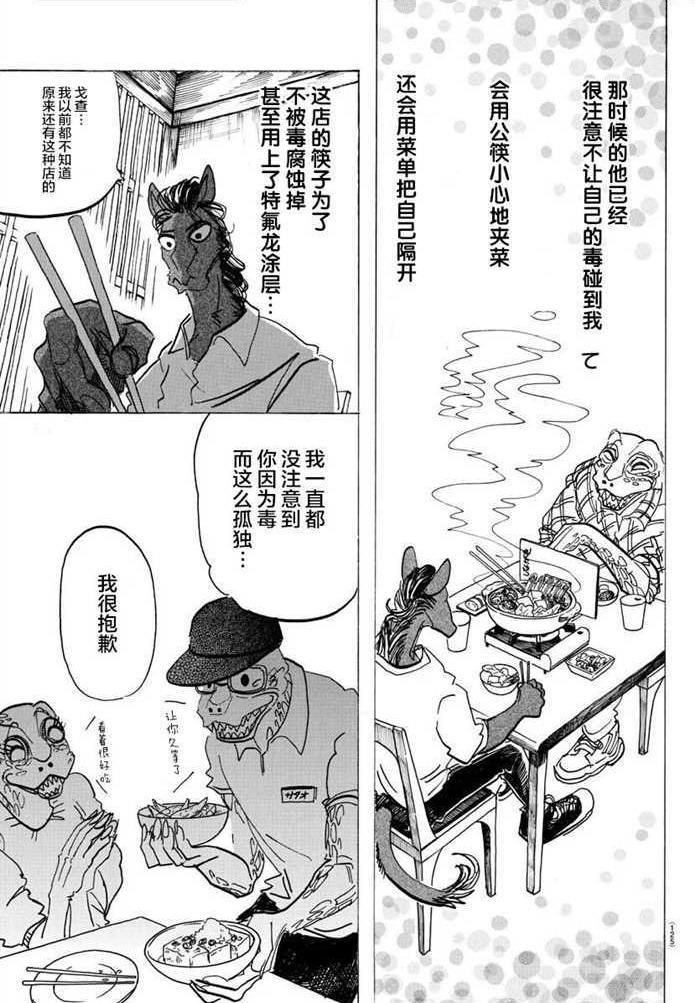 那时候的他已经
很注意不让自己的毒碰到我
会用公筷小心地夹菜
还会用菜单把自己隔开
这店的筷子为了
不被毒腐蚀掉
甚至用上了特氟龙涂层…
戈查…
我以前都不知道
原来还有这种店的
我一直都
没注意到
你因为毒
而这么孤独…
我很抱歉
让你久等了
看着很好吃
サタオ
(125)